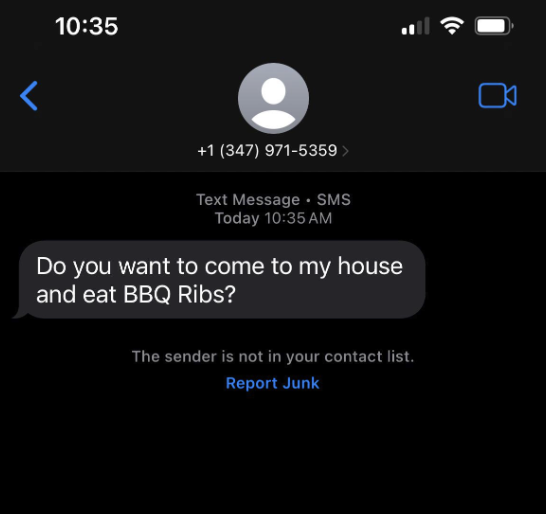 10:35
+1 (347) 971-5359
Text Message • SMS
Today 10:35 AM
Do you want to come to my house
and eat BBQ Ribs?
The sender is not in your contact list.
Report Junk